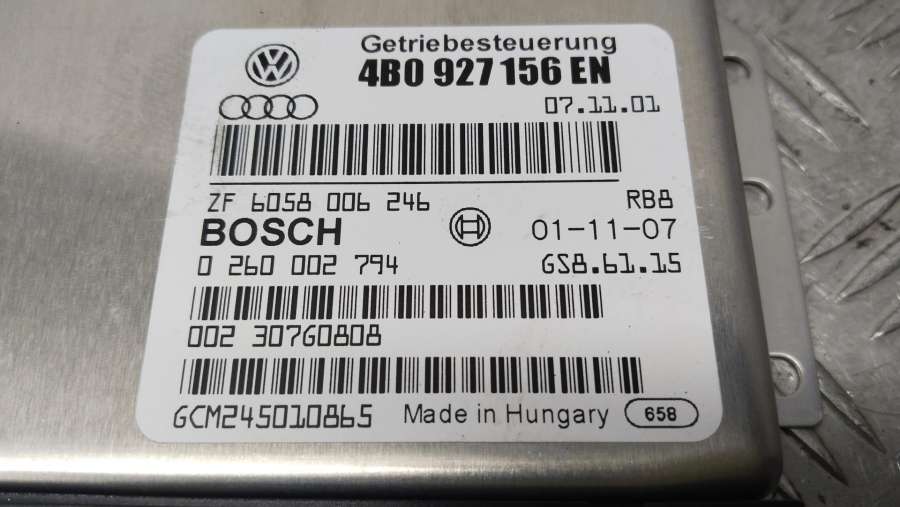 Getriebesteuerung
4B0 927 156 EN
07.11.01
ZF 6058 006 246 RB8
BOSCH 01-11-07
0 260 002 794 GS8.61.15
002 30760808
GCM245010865 Made in Hungary 658